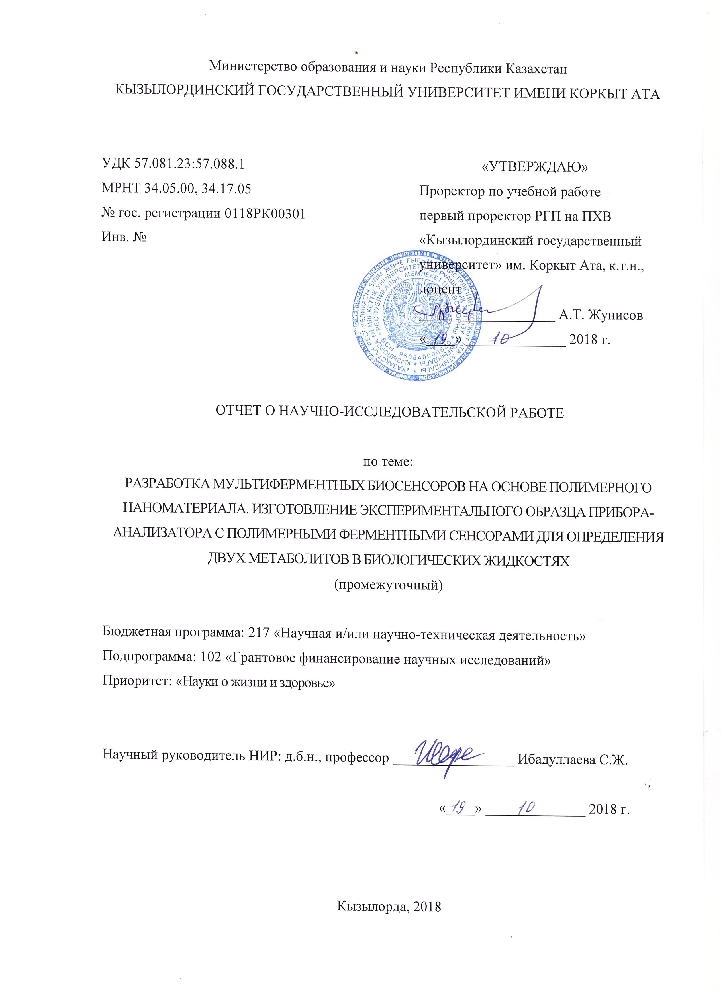 Министерство образования и науки Республики Казахстан
КЫЗЫЛОРДИНСКИЙ ГОСУДАРСТВЕННЫЙ УНИВЕРСИТЕТ ИМЕНИ КОРКЫТ АТА
УДК 57.081.23:57.088.1
МРНТ 34.05.00, 34.17.05
№ гос. регистрации 0118РК00301
Инв. №
«УТВЕРЖДАЮ»
Проректор по учебной работе –
первый проректор РГП на ПХВ
«Кызылординский государственный
университет» им. Коркыт Ата, к.т.н.,
доцент
А.Т. Жунисов
«19» 10 2018 г.
БСН 960540000620
ОТЧЕТ О НАУЧНО-ИССЛЕДОВАТЕЛЬСКОЙ РАБОТЕ
по теме:
РАЗРАБОТКА МУЛЬТИФЕРМЕНТНЫХ БИОСЕНСОРОВ НА ОСНОВЕ ПОЛИМЕРНОГО
НАНОМАТЕРИАЛА. ИЗГОТОВЛЕНИЕ ЭКСПЕРИМЕНТАЛЬНОГО ОБРАЗЦА ПРИБОРА-
АНАЛИЗАТОРА С ПОЛИМЕРНЫМИ ФЕРМЕНТНЫМИ СЕНСОРАМИ ДЛЯ ОПРЕДЕЛЕНИЯ
ДВУХ МЕТАБОЛИТОВ В БИОЛОГИЧЕСКИХ ЖИДКОСТЯХ
(промежуточный)
Бюджетная программа: 217 «Научная и/или научно-техническая деятельность»
Подпрограмма: 102 «Грантовое финансирование научных исследований»
Приоритет: «Науки о жизни и здоровье»
Научный руководитель НИР: д.б.н., профессор Ибадуллаева С.Ж.
«19» 10 2018 г.
Кызылорда, 2018